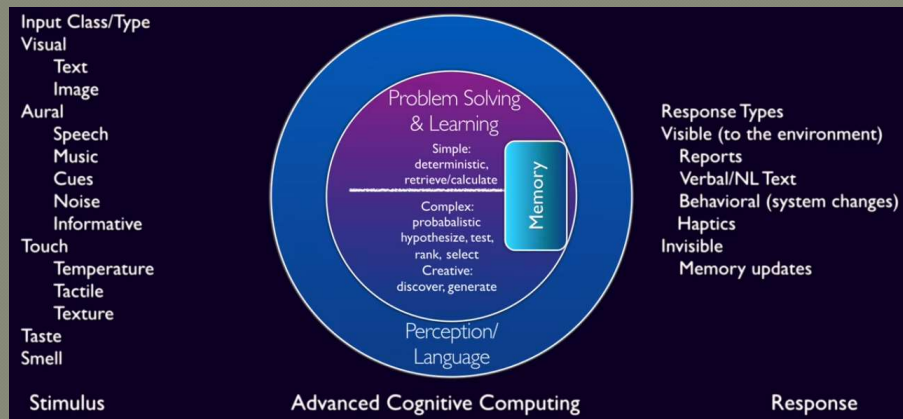 Input Class/Type
Visual
Text
Image
Aural
Speech
Music
Cues
Noise
Informative
Touch
Temperature
Tactile
Texture
Taste
Smell
Stimulus
Problem Solving
& Learning
Simple:
deterministic,
retrieve/calculate
Complex:
probabalistic
hypothesize, test,
rank, select
Creative:
discover, generate
Memory
Perception/
Language
Advanced Cognitive Computing
Response Types
Visible (to the environment)
Reports
Verbal/NL Text
Behavioral (system changes)
Haptics
Invisible
Memory updates
Response